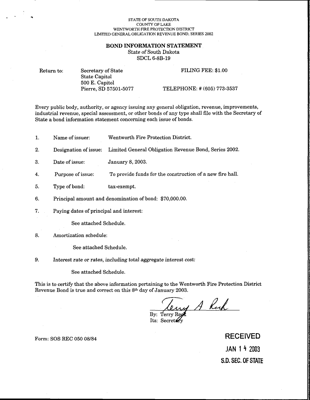 STATE OF SOUTH DAKOTA
COUNTY OF LAKE
WENTWORTH FIRE PROTECTION DISTRICT
LIMITED GENERAL OBLIGATION REVENUE BOND, SERIES 2002
BOND INFORMATION STATEMENT
State of South Dakota
SDCL 6-8B-19
Return to: Secretary of State FILING FEE: $1.00
State Capitol
500 E. Capitol
Pierre, SD 57501-5077 TELEPHONE: # (605) 773-3537
Every public body, authority, or agency issuing any general obligation, revenue, improvements,
industrial revenue, special assessment, or other bonds of any type shall file with the Secretary of
State a bond information statement concerning each issue of bonds.
1. Name of issuer: Wentworth Fire Protection District.
2. Designation of issue: Limited General Obligation Revenue Bond, Series 2002.
3. Date of issue: January 8, 2003.
4. Purpose of issue: To provide funds for the construction of a new fire hall.
5. Type of bond: tax-exempt.
6. Principal amount and denomination of bond: $70,000.00.
7. Paying dates of principal and interest:
See attached Schedule.
8. Amortization schedule:
See attached Schedule.
9. Interest rate or rates, including total aggregate interest cost:
See attached Schedule.
This is to certify that the above information pertaining to the Wentworth Fire Protection District
Revenue Bond is true and correct on this 8th day of January 2003.
Terry A
By: Terry
Its: Secretary
Form: SOS REC 050 08/84
RECEIVED
JAN 14 2003
S.D. SEC. OF STATE